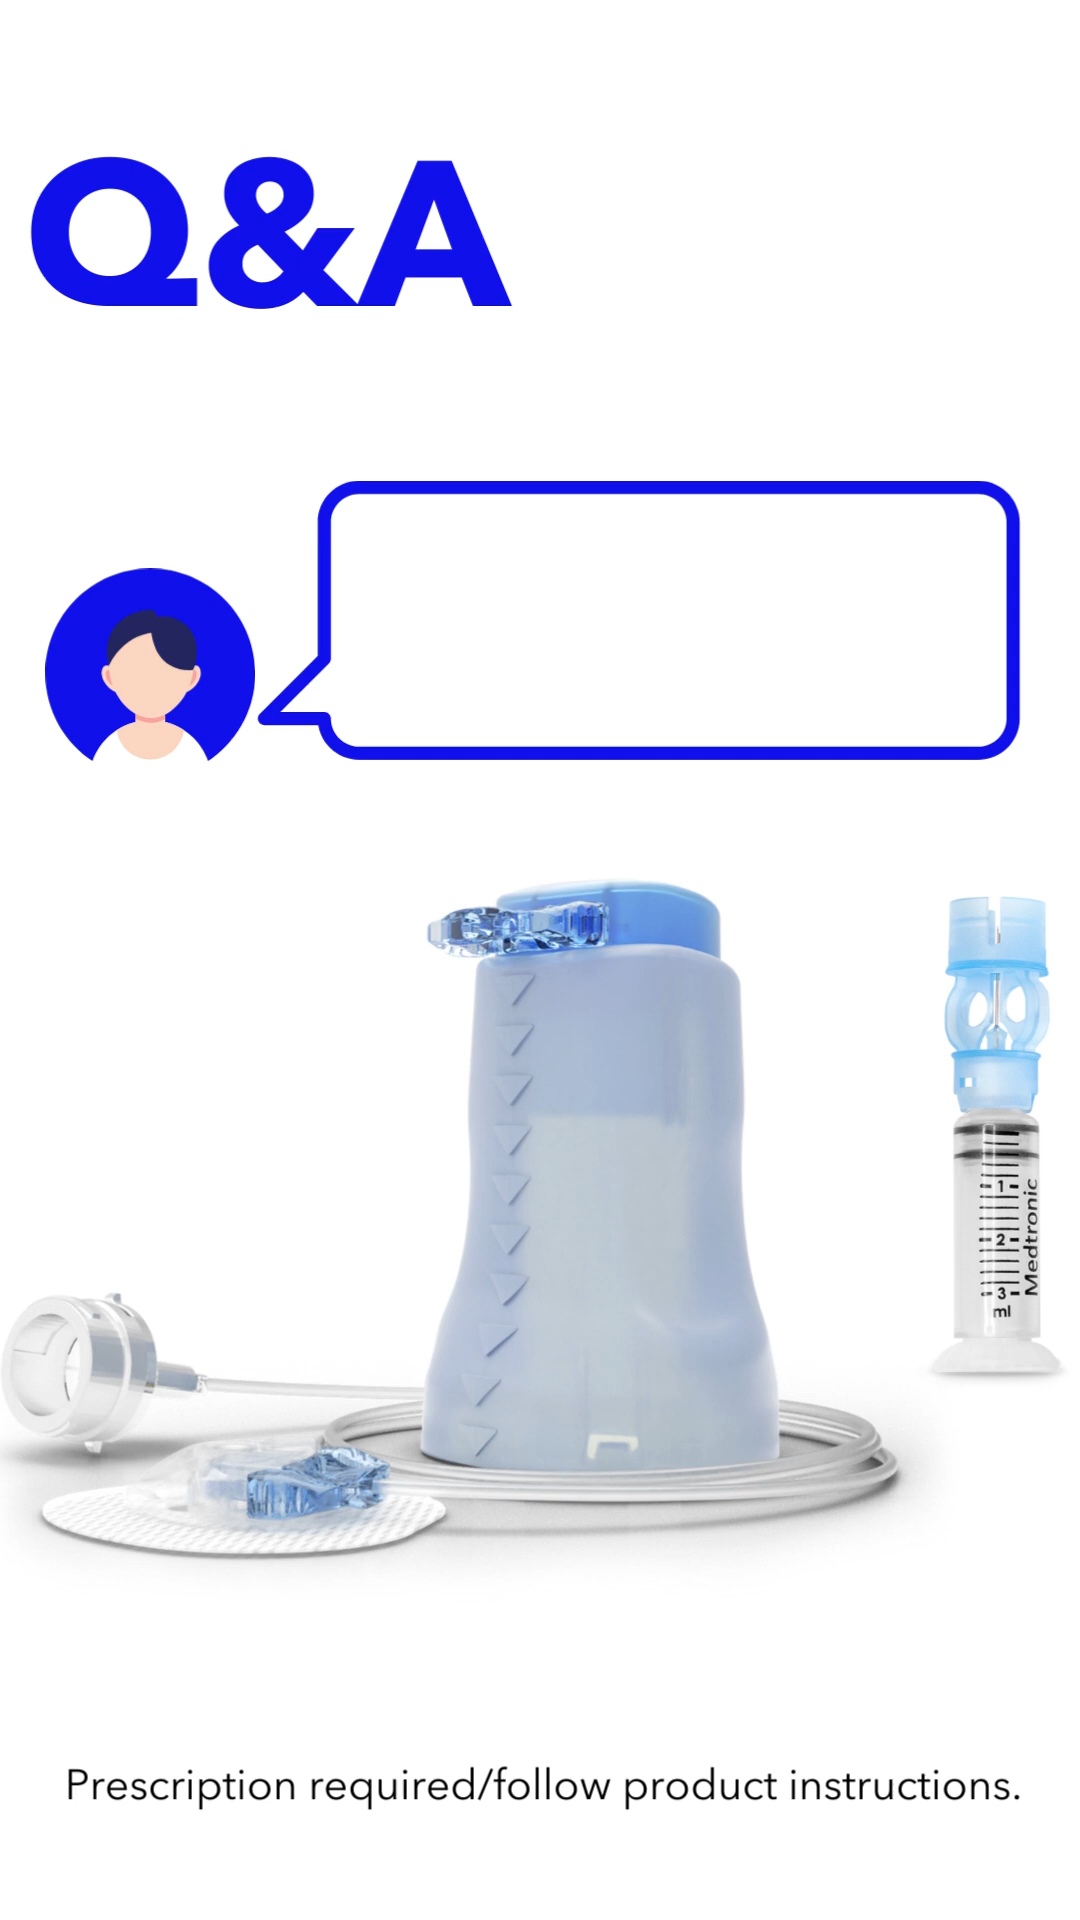 Q&A
1
2
3
ml
Medtronic
Prescription required/follow product instructions.